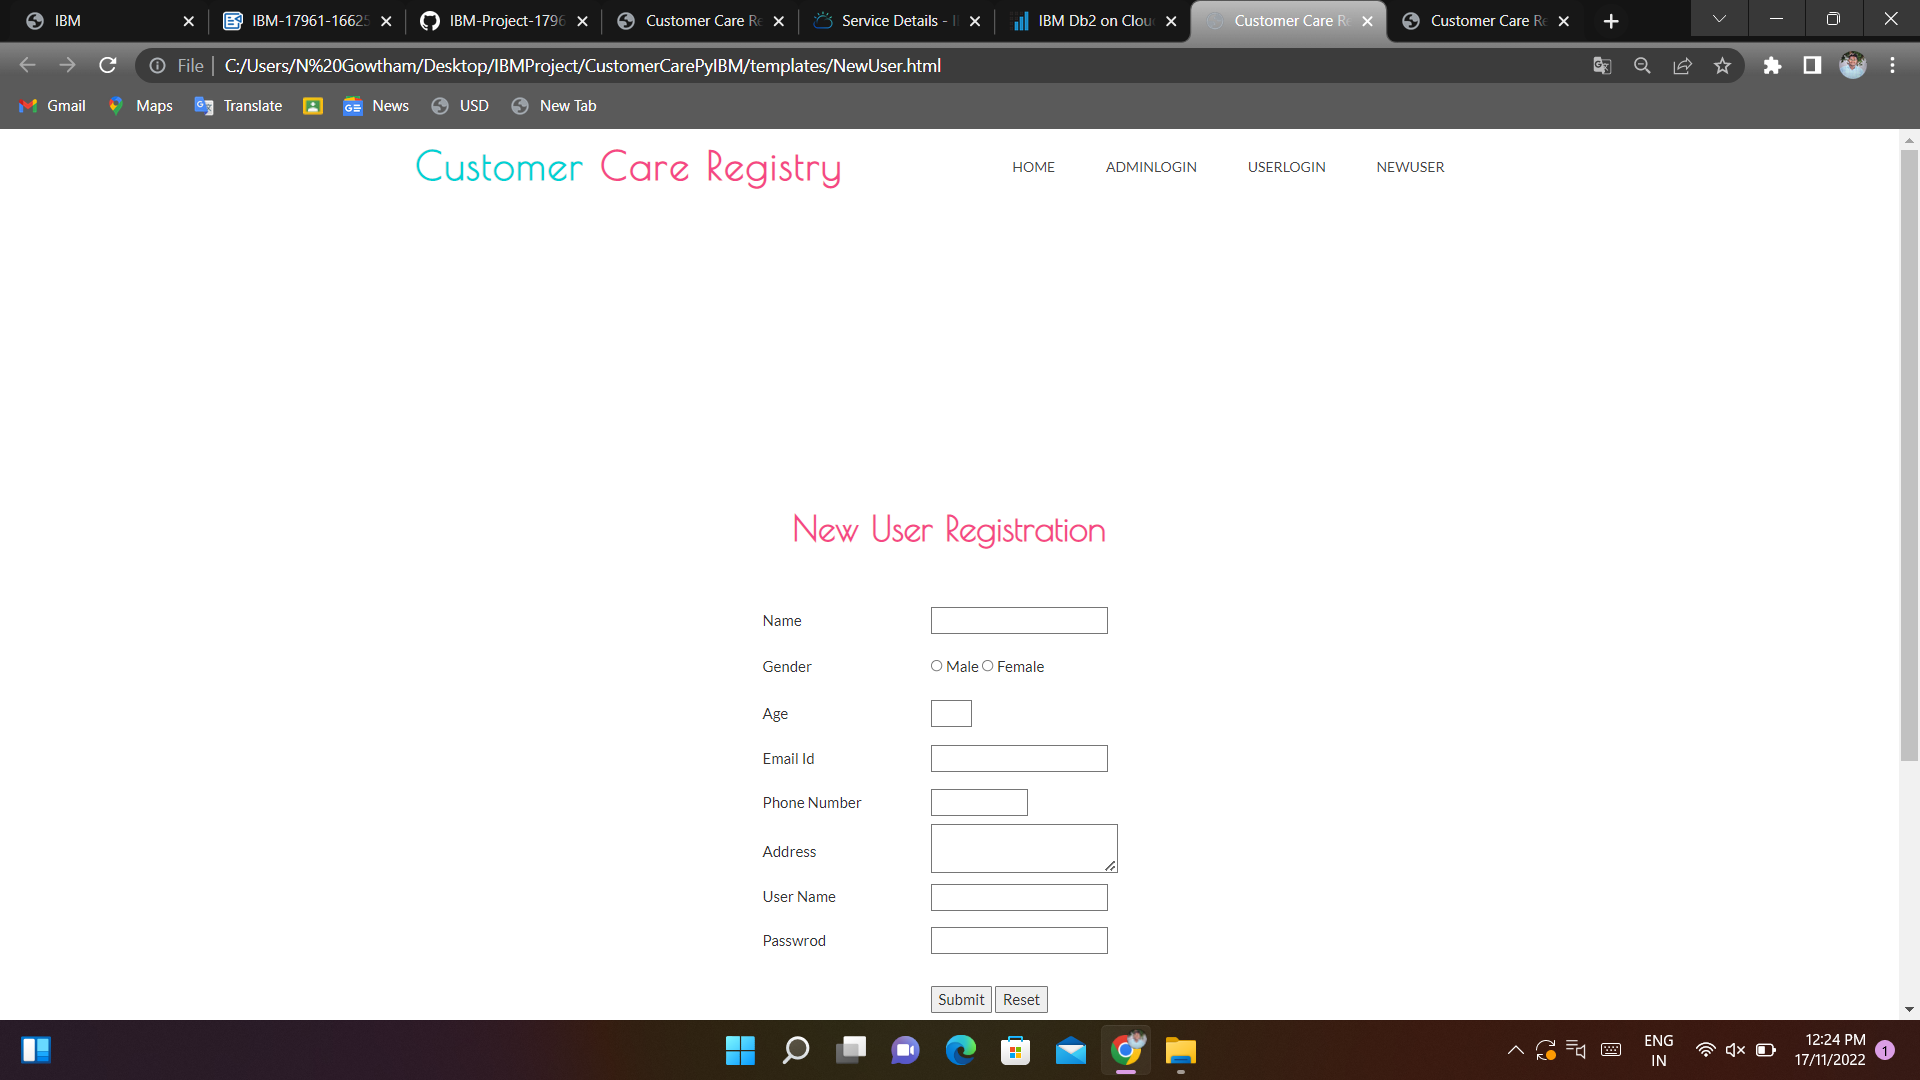 IBM
IBM-17961-16625
IBM-Project-1796
Customer Care Re
Service Details - I
IBM Db2 on Clou
Customer Care R
Customer Care Re
File
C:/Users/N%20Gowtham/Desktop/IBMProject/CustomerCarePyIBM/templates/NewUser.html
Gmail Maps Translate News USD New Tab
Customer Care Registry
HOME ADMINLOGIN USERLOGIN NEWUSER
New User Registration
Name
Gender Male Female
Age
Email Id
Phone Number
Address
User Name
Passwrod
Submit Reset
ENG
IN
12:24 PM
17/11/2022
1